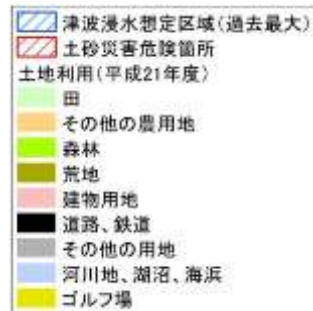 津波浸水想定区域(過去最大)
土砂災害危険箇所
土地利用(平成21年度)
田
その他の農用地
森林
荒地
建物用地
道路、鉄道
その他の用地
河川地、湖沼、海浜
ゴルフ場